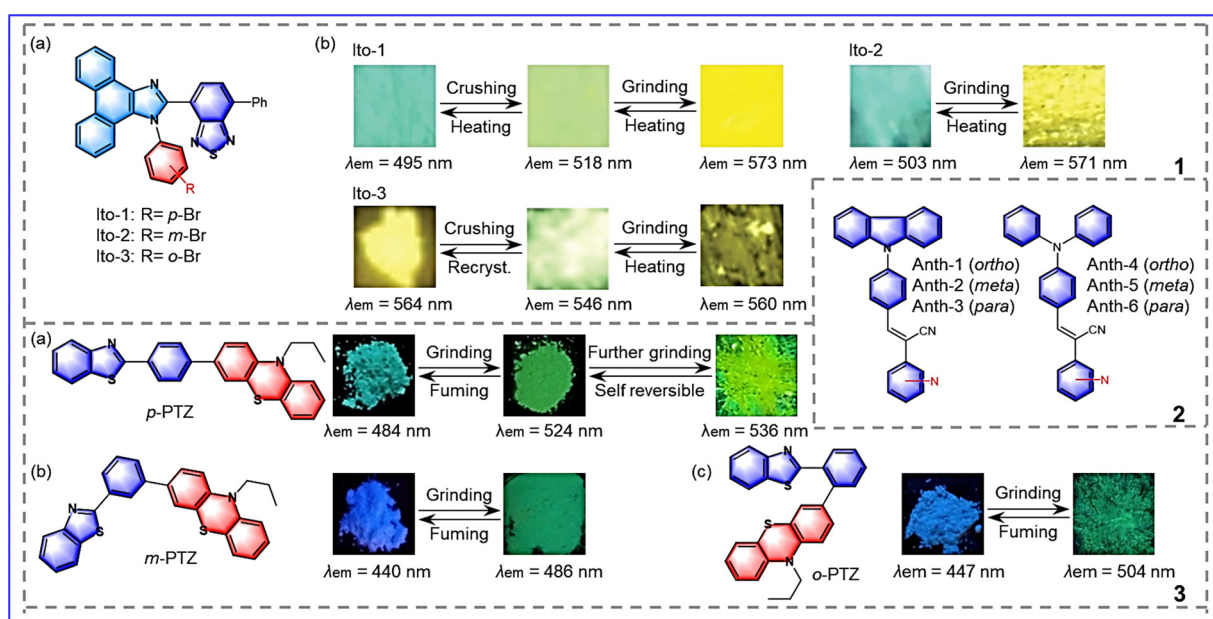 (a)
N
N
Ph
N
N
S
R
Ito-1: R= p-Br
Ito-2: R= m-Br
Ito-3: R= o-Br
(b)
Ito-1
Crushing
Heating
Grinding
Heating
λem = 495 nm
λem = 518 nm
λem = 573 nm
Ito-2
Grinding
Heating
λem = 503 nm
λem = 571 nm
1
Ito-3
Crushing
Recryst.
Grinding
Heating
λem = 564 nm
λem = 546 nm
λem = 560 nm
N
Anth-1 (ortho)
Anth-2 (meta)
Anth-3 (para)
CN
N
N
Anth-4 (ortho)
Anth-5 (meta)
Anth-6 (para)
CN
N
2
(a)
N
S
N
S
p-PTZ
Grinding
Fuming
Further grinding
Self reversible
λem = 484 nm
λem = 524 nm
λem = 536 nm
(b)
N
S
N
S
m-PTZ
Grinding
Fuming
λem = 440 nm
λem = 486 nm
(c)
N
S
S
N
o-PTZ
Grinding
Fuming
λem = 447 nm
λem = 504 nm
3